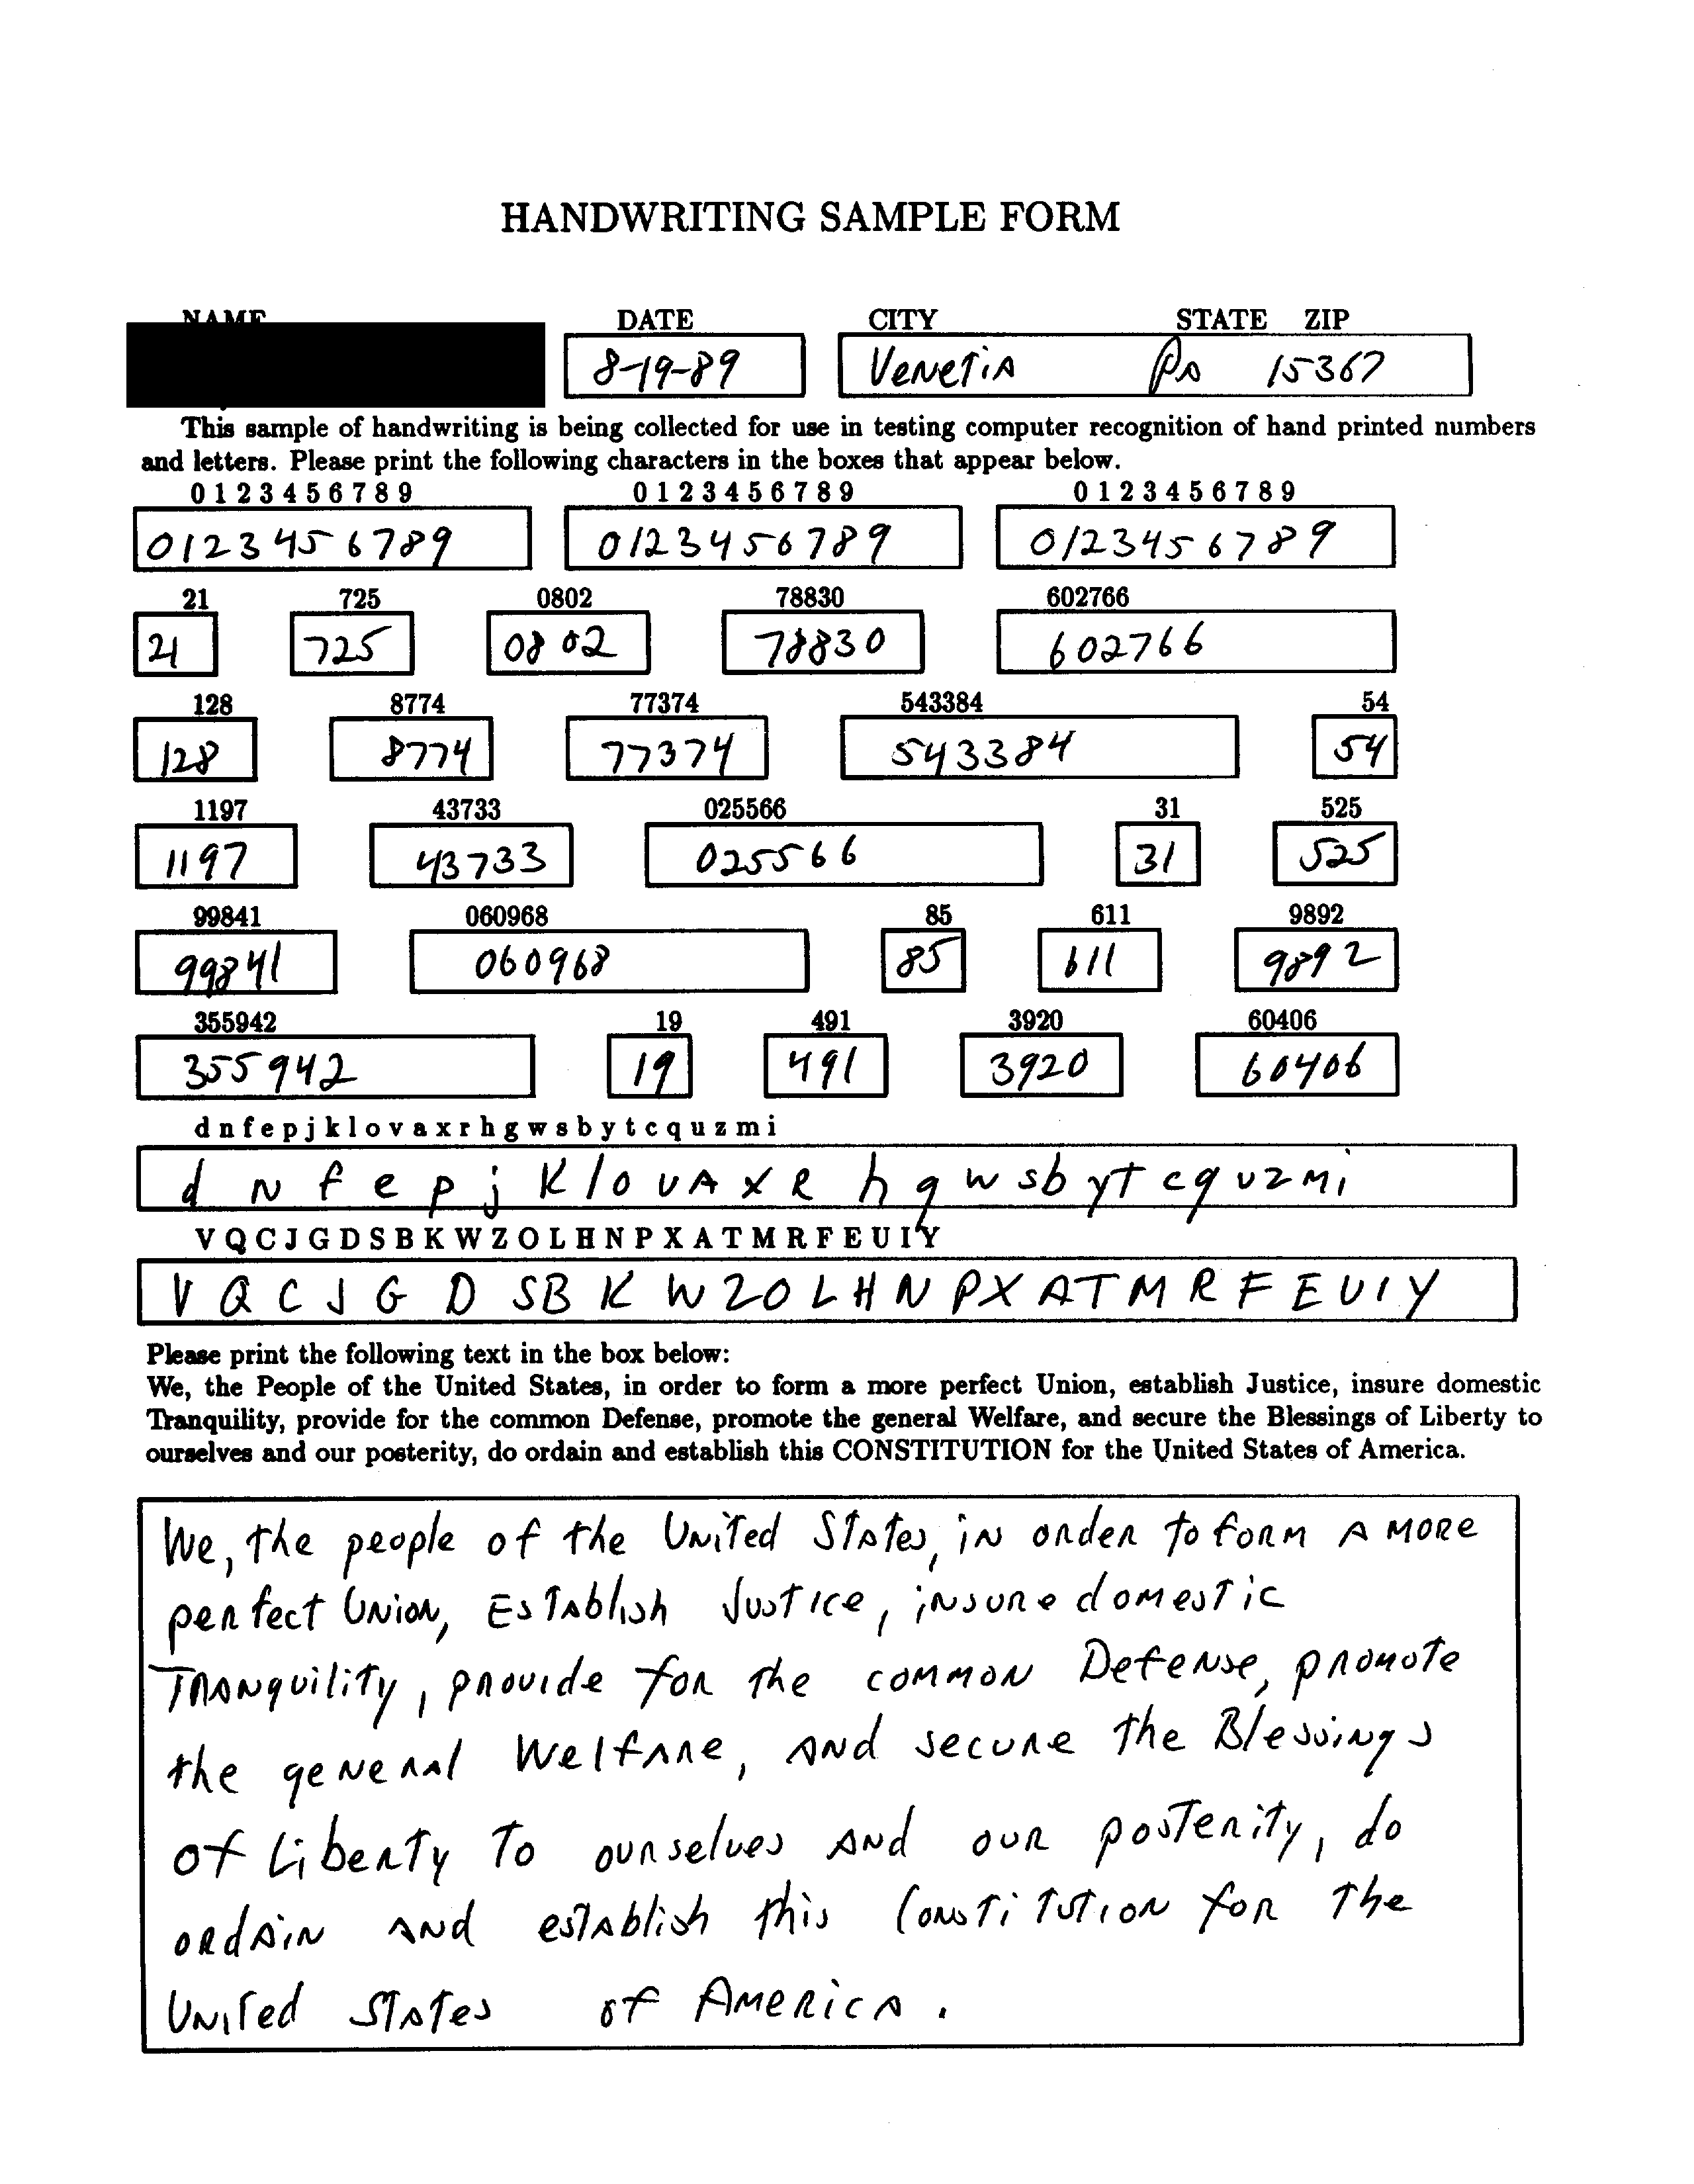 HANDWRITING SAMPLE FORM
NAME DATE CITY STATE ZIP
8-19-89 Venetia Pa 15367
This sample of handwriting is being collected for use in testing computer recognition of hand printed numbers
and letters. Please print the following characters in the boxes that appear below.
0 1 2 3 4 5 6 7 8 9 0 1 2 3 4 5 6 7 8 9 0 1 2 3 4 5 6 7 8 9
0123456789 0123456789 0123456789
21 725 0802 78830 602766
21 725 0802 78830 602766
128 8774 77374 543384 54
128 8774 77374 543384 54
1197 43733 025566 31 525
1197 43733 025566 31 525
99841 060968 85 611 9892
99841 060968 85 611 9892
355942 19 491 3920 60406
355942 19 491 3920 60406
d n f e p j k l o v a x r h g w s b y t c q u z m i
d N f e p j K l o v A X R h g w s b y t c q u z M i
V Q C J G D S B K W Z O L H N P X A T M R F E U I Y
V Q C J G D S B K W Z O L H N P X A T M R F E U I Y
Please print the following text in the box below:
We, the People of the United States, in order to form a more perfect Union, establish Justice, insure domestic
Tranquility, provide for the common Defense, promote the general Welfare, and secure the Blessings of Liberty to
ourselves and our posterity, do ordain and establish this CONSTITUTION for the United States of America.
We, the people of the United States, in order to form A MORE
perfect Union, Establish Justice, insure domestic
Tranquility, provide for the common Defense, promote
the general Welfare, and secure the Blessings
of Liberty To ourselves and our posterity, do
ordain and establish this Constitution for the
United States of America.